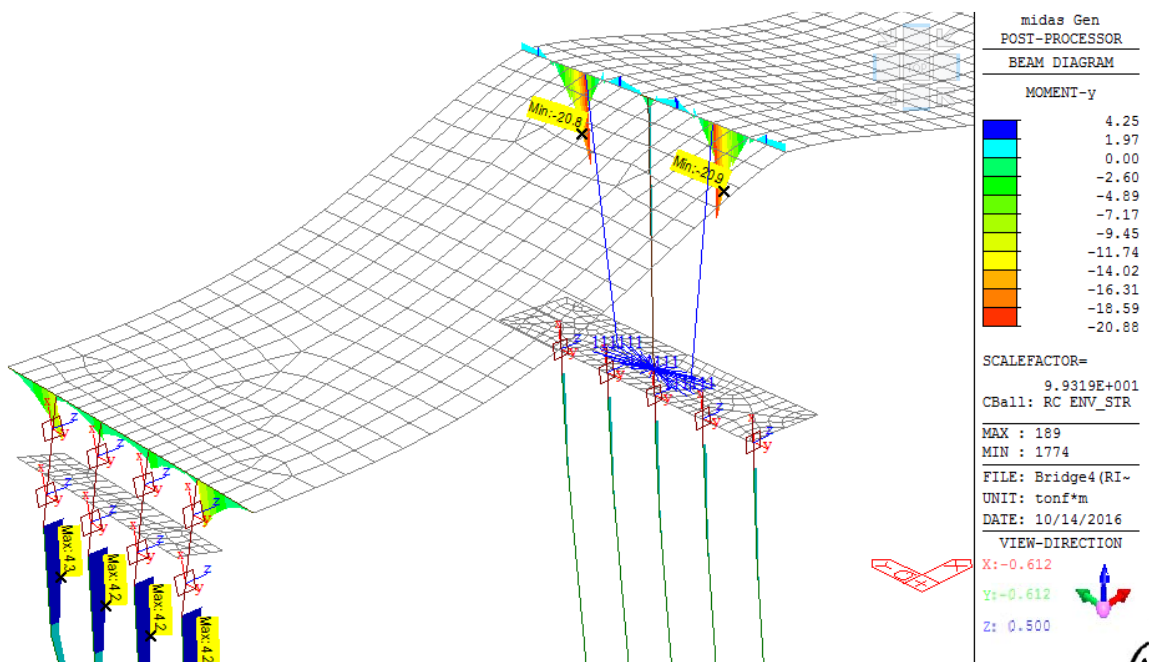 midas Gen
POST-PROCESSOR
BEAM DIAGRAM
MOMENT-y
4.25
1.97
0.00
-2.60
-4.89
-7.17
-9.45
-11.74
-14.02
-16.31
-18.59
-20.88
SCALEFACTOR=
9.9319E+001
CBall: RC ENV_STR
MAX : 189
MIN : 1774
FILE: Bridge4(RI~
UNIT: tonf*m
DATE: 10/14/2016
VIEW-DIRECTION
X:-0.612
Y:-0.612
Z: 0.500
Min:-20.8
Min:-20.9
Max:4.3
Max:4.2
Max:4.2
Max:4.2